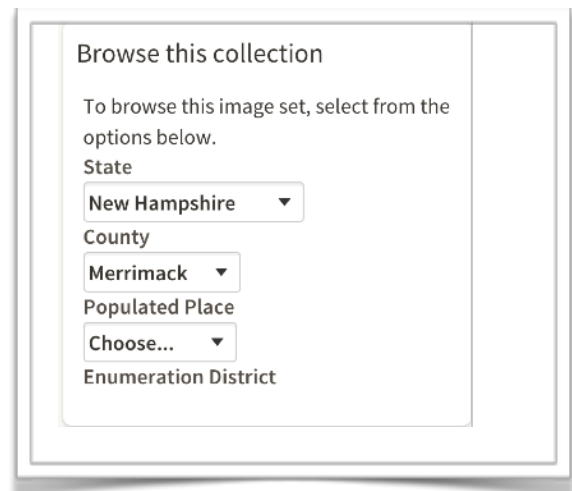 Browse this collection
To browse this image set, select from the
options below.
State
New Hampshire
County
Merrimack
Populated Place
Choose...
Enumeration District